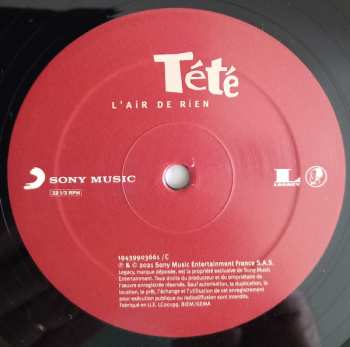 Tété
L'AiR DE RiEN
SONY MUSIC
33 1/3 RPM
L
LEGACY
19439903661 /C
℗ & © 2021 Sony Music Entertainment France S.A.S.
Legacy, marque déposée, est la propriété exclusive de Sony Music
Entertainment. Tous droits du producteur et du propriétaire de
l'œuvre enregistrée réservés. Sauf autorisation, la duplication, la
location, le prêt, l'échange et l'utilisation de cet enregistrement
pour exécution publique ou radiodiffusion sont interdits.
Fabriqué en U.E. LC00199. BIEM/GEMA